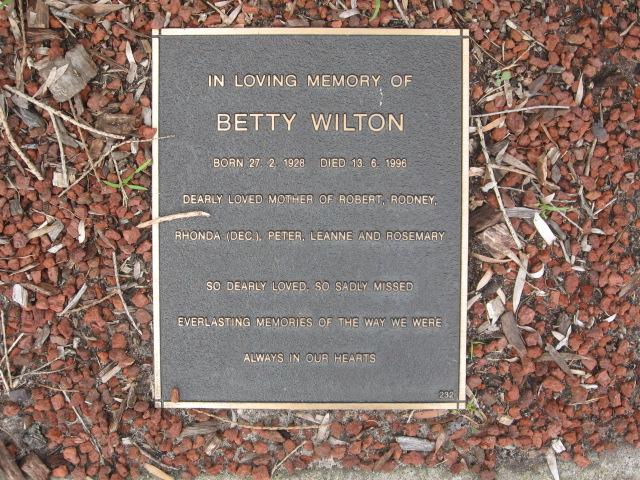 IN LOVING MEMORY OF
BETTY WILTON
BORN 27. 2. 1928 DIED 13. 6. 1996
DEARLY LOVED MOTHER OF ROBERT, RODNEY,
RHONDA (DEC.), PETER, LEANNE AND ROSEMARY
SO DEARLY LOVED, SO SADLY MISSED
EVERLASTING MEMORIES OF THE WAY WE WERE
ALWAYS IN OUR HEARTS
232